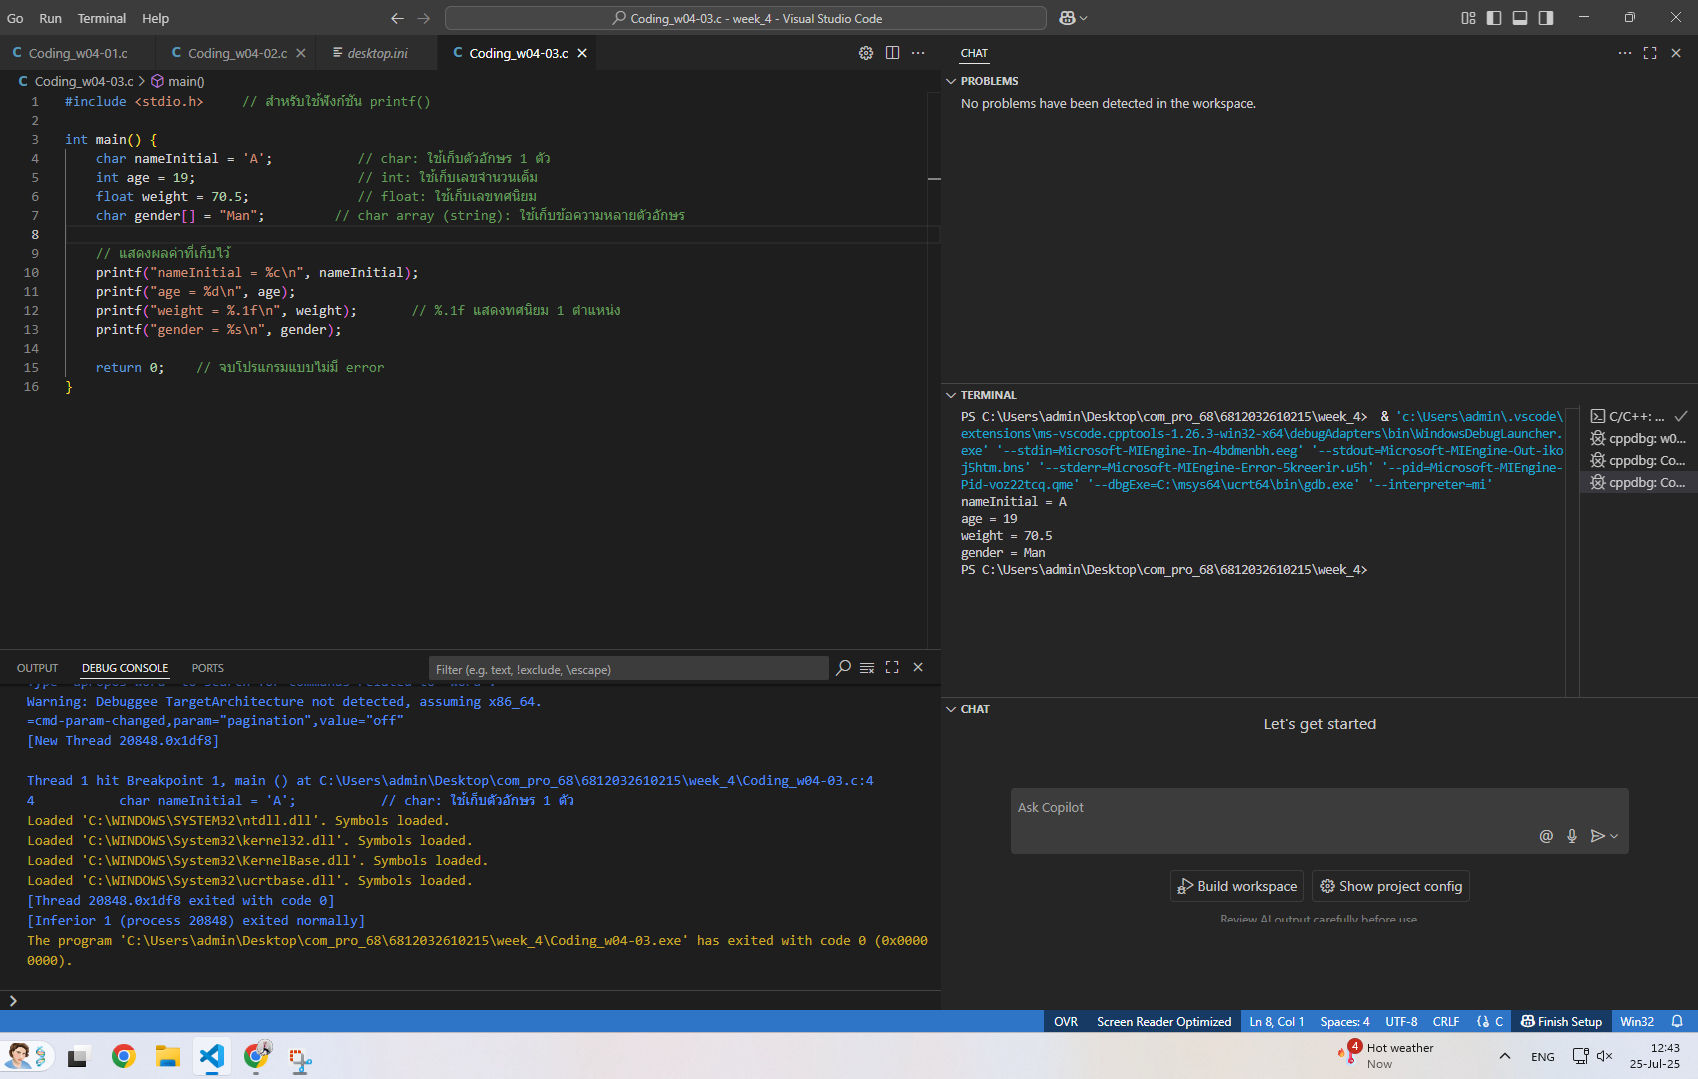 Go Run Terminal Help
Coding_w04-03.c - week_4 - Visual Studio Code
Coding_w04-01.c
Coding_w04-02.c
desktop.ini
Coding_w04-03.c
Coding_w04-03.c > main()
1 #include <stdio.h> // สำหรับใช้ฟังก์ชัน printf()
2
3 int main() {
4 char nameInitial = 'A'; // char: ใช้เก็บตัวอักษร 1 ตัว
5 int age = 19; // int: ใช้เก็บเลขจำนวนเต็ม
6 float weight = 70.5; // float: ใช้เก็บเลขทศนิยม
7 char gender[] = "Man"; // char array (string): ใช้เก็บข้อความหลายตัวอักษร
8
9 // แสดงผลค่าที่เก็บไว้
10 printf("nameInitial = %c\n", nameInitial);
11 printf("age = %d\n", age);
12 printf("weight = %.1f\n", weight); // %.1f แสดงทศนิยม 1 ตำแหน่ง
13 printf("gender = %s\n", gender);
14
15 return 0; // จบโปรแกรมแบบไม่มี error
16 }
OUTPUT DEBUG CONSOLE PORTS
Filter (e.g. text, !exclude, \escape)
Warning: Debuggee TargetArchitecture not detected, assuming x86_64.
=cmd-param-changed,param="pagination",value="off"
[New Thread 20848.0x1df8]
Thread 1 hit Breakpoint 1, main () at C:\Users\admin\Desktop\com_pro_68\6812032610215\week_4\Coding_w04-03.c:4
4 char nameInitial = 'A'; // char: ใช้เก็บตัวอักษร 1 ตัว
Loaded 'C:\WINDOWS\SYSTEM32\ntdll.dll'. Symbols loaded.
Loaded 'C:\WINDOWS\System32\kernel32.dll'. Symbols loaded.
Loaded 'C:\WINDOWS\System32\KernelBase.dll'. Symbols loaded.
Loaded 'C:\WINDOWS\System32\ucrtbase.dll'. Symbols loaded.
[Thread 20848.0x1df8 exited with code 0]
[Inferior 1 (process 20848) exited normally]
The program 'C:\Users\admin\Desktop\com_pro_68\6812032610215\week_4\Coding_w04-03.exe' has exited with code 0 (0x0000
0000).
CHAT
PROBLEMS
No problems have been detected in the workspace.
TERMINAL
PS C:\Users\admin\Desktop\com_pro_68\6812032610215\week_4> & 'c:\Users\admin\.vscode\
extensions\ms-vscode.cpptools-1.26.3-win32-x64\debugAdapters\bin\WindowsDebugLauncher.
exe' '--stdin=Microsoft-MIEngine-In-4bdmenbh.eeg' '--stdout=Microsoft-MIEngine-Out-iko
j5htm.bns' '--stderr=Microsoft-MIEngine-Error-5kreerir.u5h' '--pid=Microsoft-MIEngine-
Pid-voz22tcq.qme' '--dbgExe=C:\msys64\ucrt64\bin\gdb.exe' '--interpreter=mi'
nameInitial = A
age = 19
weight = 70.5
gender = Man
PS C:\Users\admin\Desktop\com_pro_68\6812032610215\week_4>
C/C++: ...
cppdbg: w0...
cppdbg: Co...
cppdbg: Co...
CHAT
Let's get started
Ask Copilot
Build workspace
Show project config
Review AI output carefully before use.
OVR Screen Reader Optimized Ln 8, Col 1 Spaces: 4 UTF-8 CRLF {} C Finish Setup Win32
4
Hot weather
Now
ENG
12:43
25-Jul-25